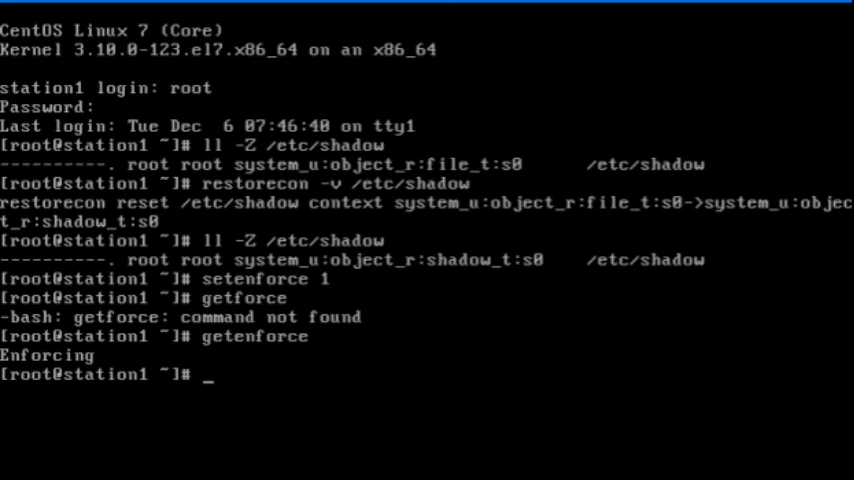 CentOS Linux 7 (Core)
Kernel 3.10.0-123.el7.x86_64 on an x86_64
station1 login: root
Password:
Last login: Tue Dec  6 07:46:40 on tty1
[root@station1 ~]# ll -Z /etc/shadow
----------. root root system_u:object_r:file_t:s0      /etc/shadow
[root@station1 ~]# restorecon -v /etc/shadow
restorecon reset /etc/shadow context system_u:object_r:file_t:s0->system_u:objec
t_r:shadow_t:s0
[root@station1 ~]# ll -Z /etc/shadow
----------. root root system_u:object_r:shadow_t:s0    /etc/shadow
[root@station1 ~]# setenforce 1
[root@station1 ~]# getforce
-bash: getforce: command not found
[root@station1 ~]# getenforce
Enforcing
[root@station1 ~]# _